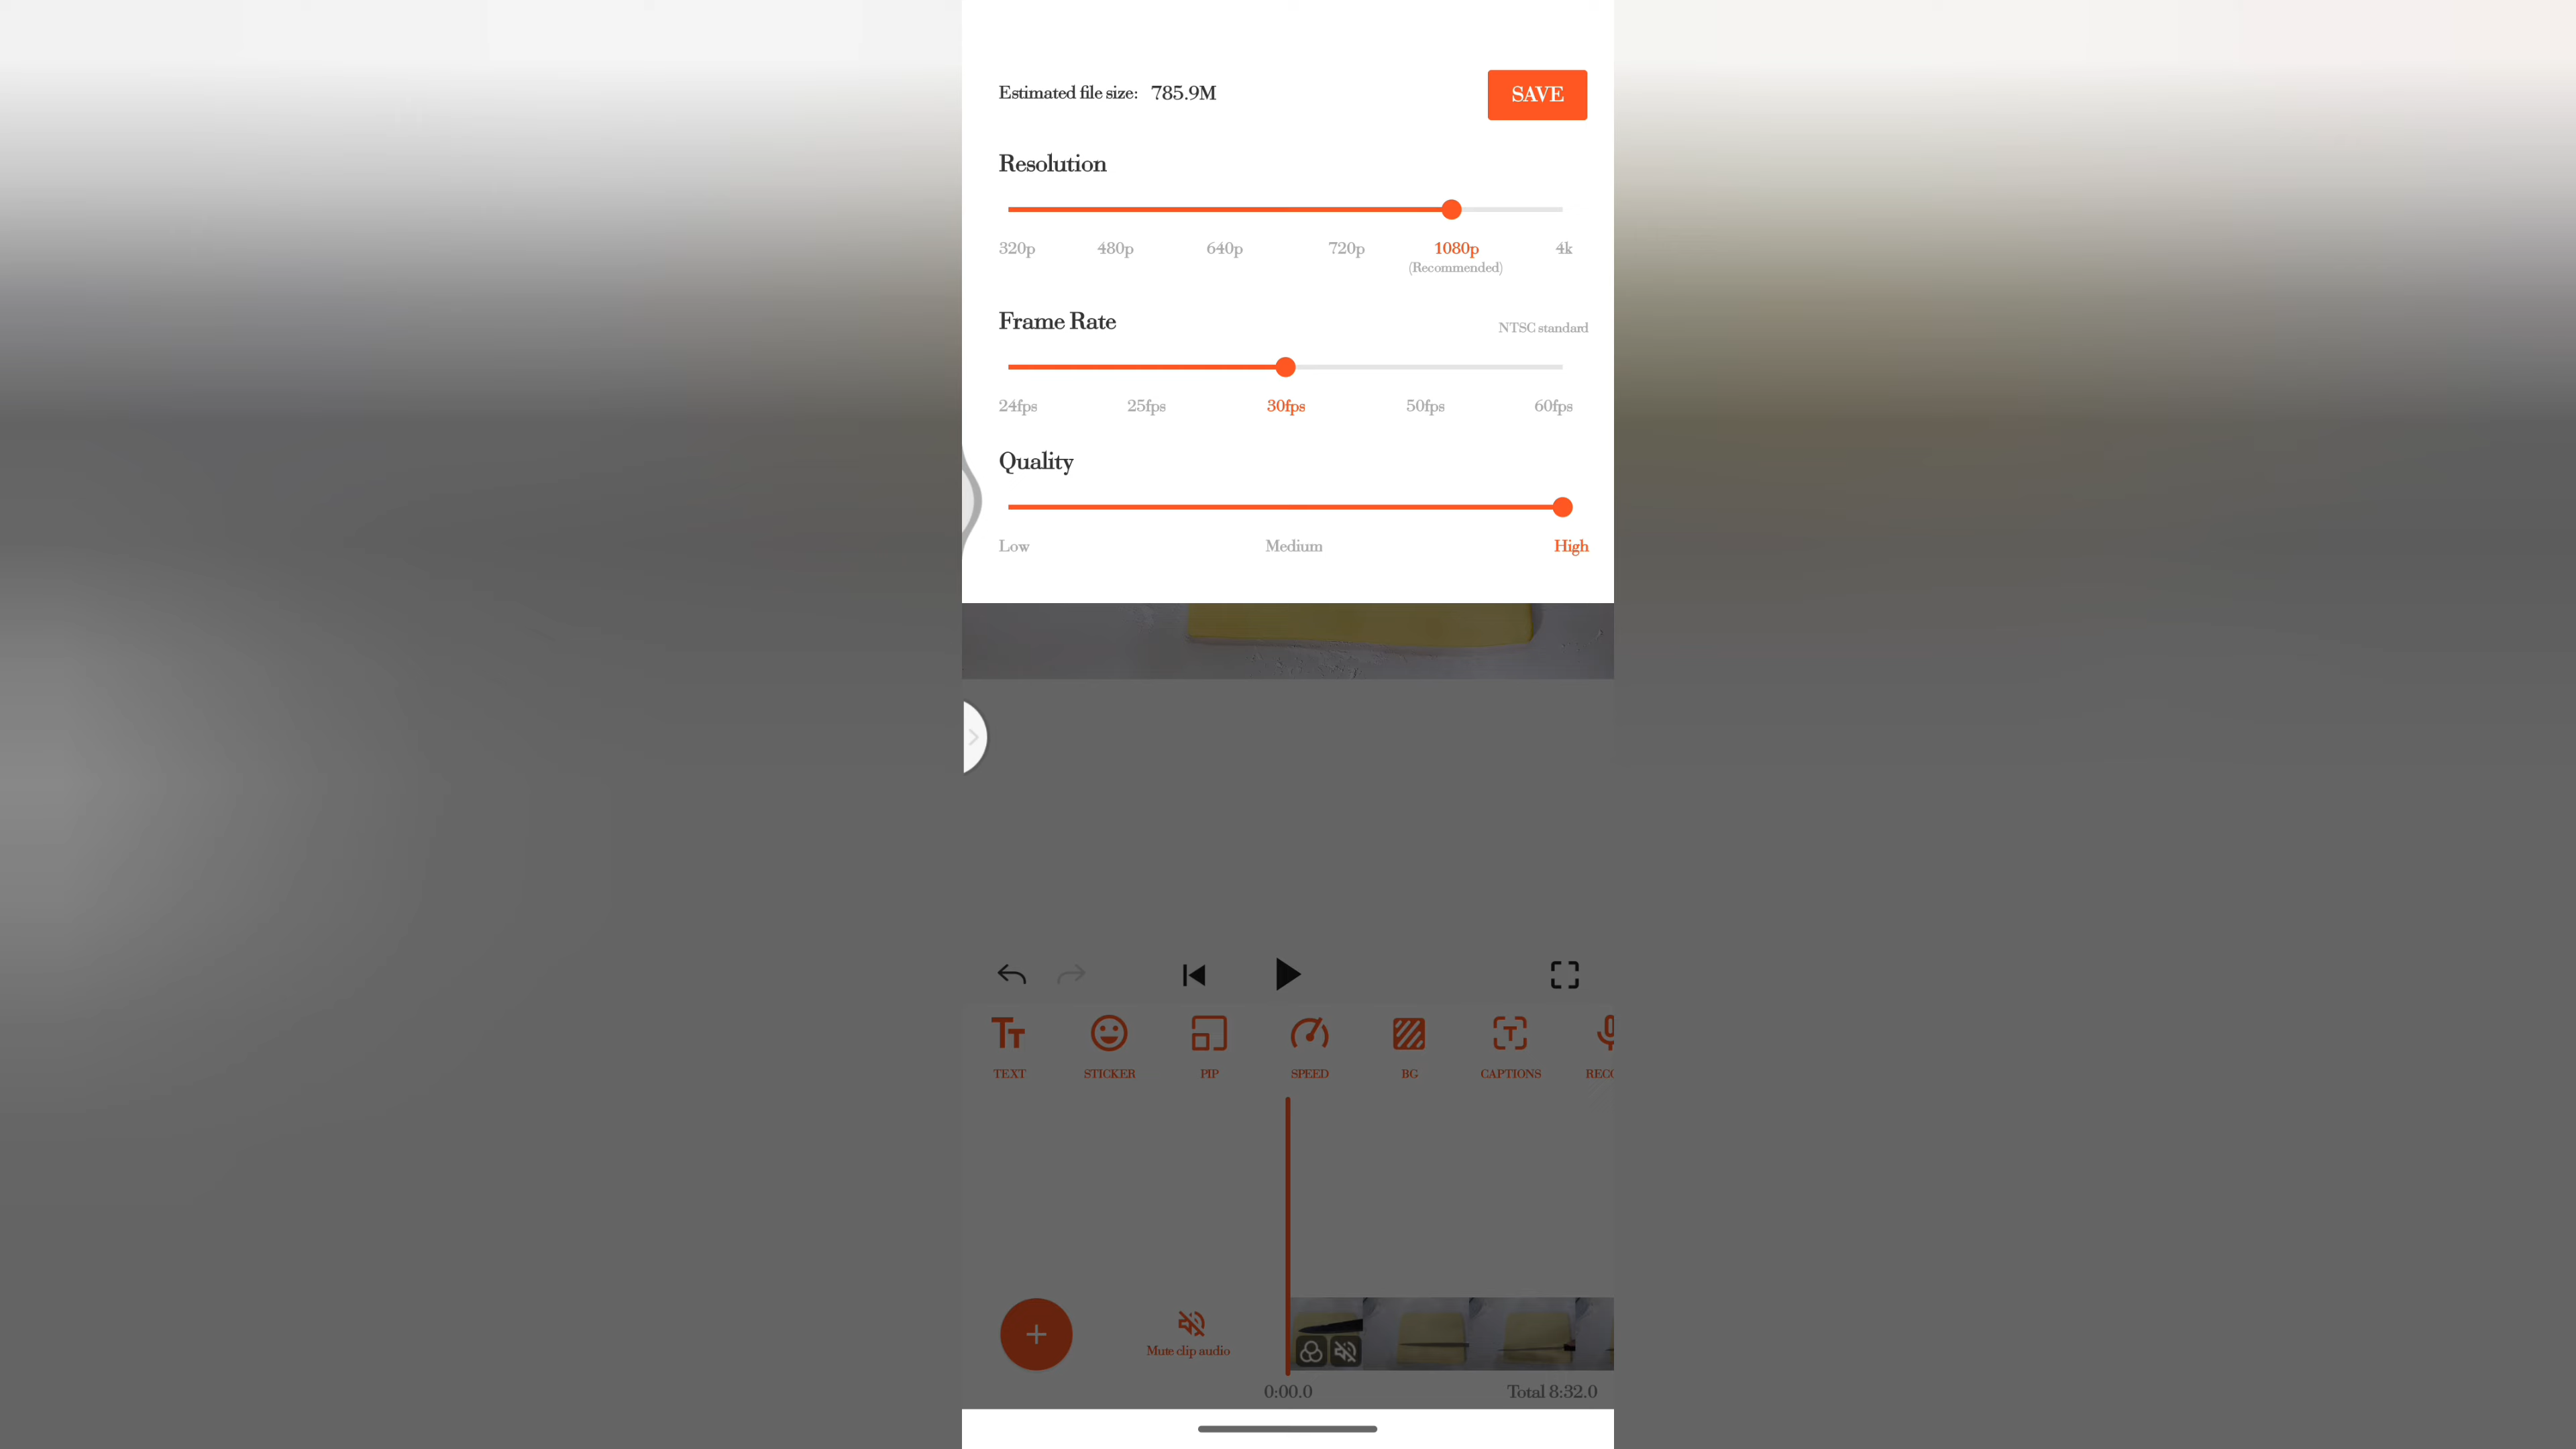 Estimated file size: 785.9M
SAVE
Resolution
320p 480p 640p 720p 1080p 4k
(Recommended)
Frame Rate
NTSC standard
24fps 25fps 30fps 50fps 60fps
Quality
Low Medium High
TEXT STICKER PIP SPEED BG CAPTIONS RECO
Mute clip audio
0:00.0 Total 8:32.0